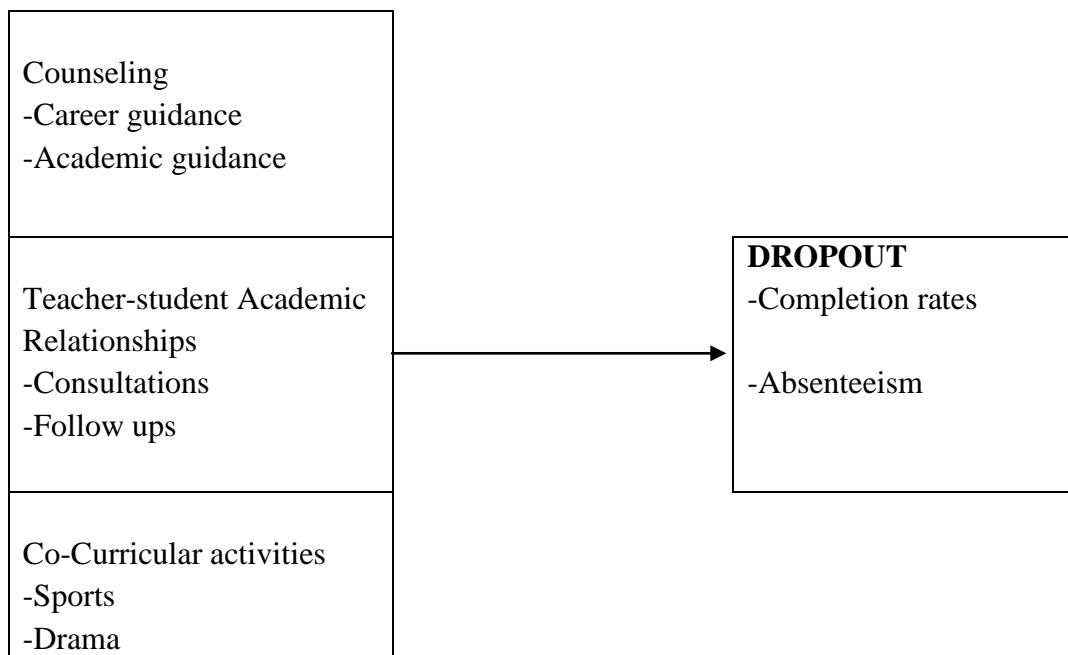 Counseling
-Career guidance
-Academic guidance
Teacher-student Academic
Relationships
-Consultations
-Follow ups
Co-Curricular activities
-Sports
-Drama
DROPOUT
-Completion rates
-Absenteeism